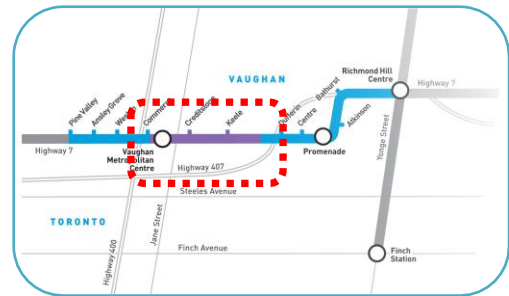 Richmond Hill
Centre
Highway 7
VAUGHAN
Pine Valley
Ansley Grove
Weston
Commerce
Creditstone
Keele
Dufferin
Centre
Bathurst
Atkinson
Highway 7
Vaughan
Metropolitan
Centre
Promenade
Highway 407
Steeles Avenue
Yonge Street
TORONTO
Jane Street
Highway 400
Finch Avenue
Finch
Station